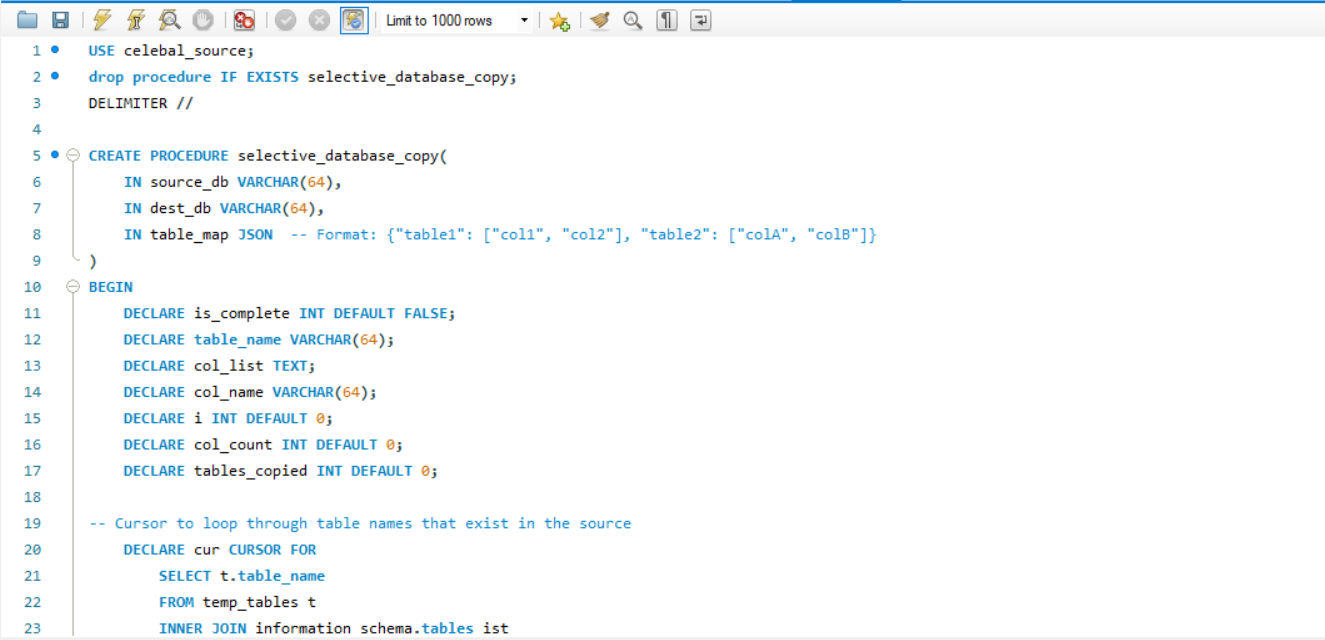 Limit to 1000 rows
1 USE celebal_source;
2 drop procedure IF EXISTS selective_database_copy;
3 DELIMITER //
4
5 CREATE PROCEDURE selective_database_copy(
6 IN source_db VARCHAR(64),
7 IN dest_db VARCHAR(64),
8 IN table_map JSON -- Format: {"table1": ["col1", "col2"], "table2": ["colA", "colB"]}
9 )
10 BEGIN
11 DECLARE is_complete INT DEFAULT FALSE;
12 DECLARE table_name VARCHAR(64);
13 DECLARE col_list TEXT;
14 DECLARE col_name VARCHAR(64);
15 DECLARE i INT DEFAULT 0;
16 DECLARE col_count INT DEFAULT 0;
17 DECLARE tables_copied INT DEFAULT 0;
18
19 -- Cursor to loop through table names that exist in the source
20 DECLARE cur CURSOR FOR
21 SELECT t.table_name
22 FROM temp_tables t
23 INNER JOIN information_schema.tables ist